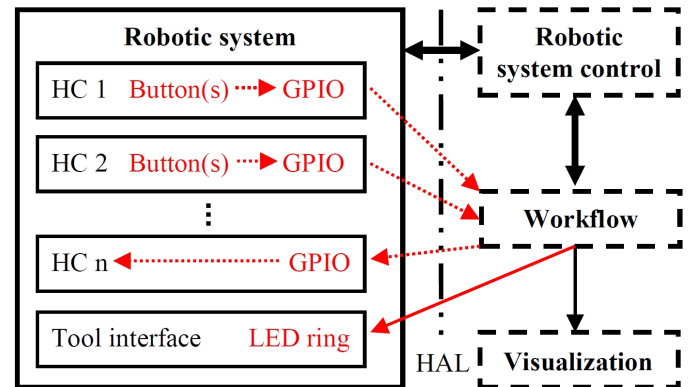 Robotic system
HC 1 Button(s) GPIO
HC 2 Button(s) GPIO
HC n GPIO
Tool interface LED ring
HAL
Robotic
system control
Workflow
Visualization